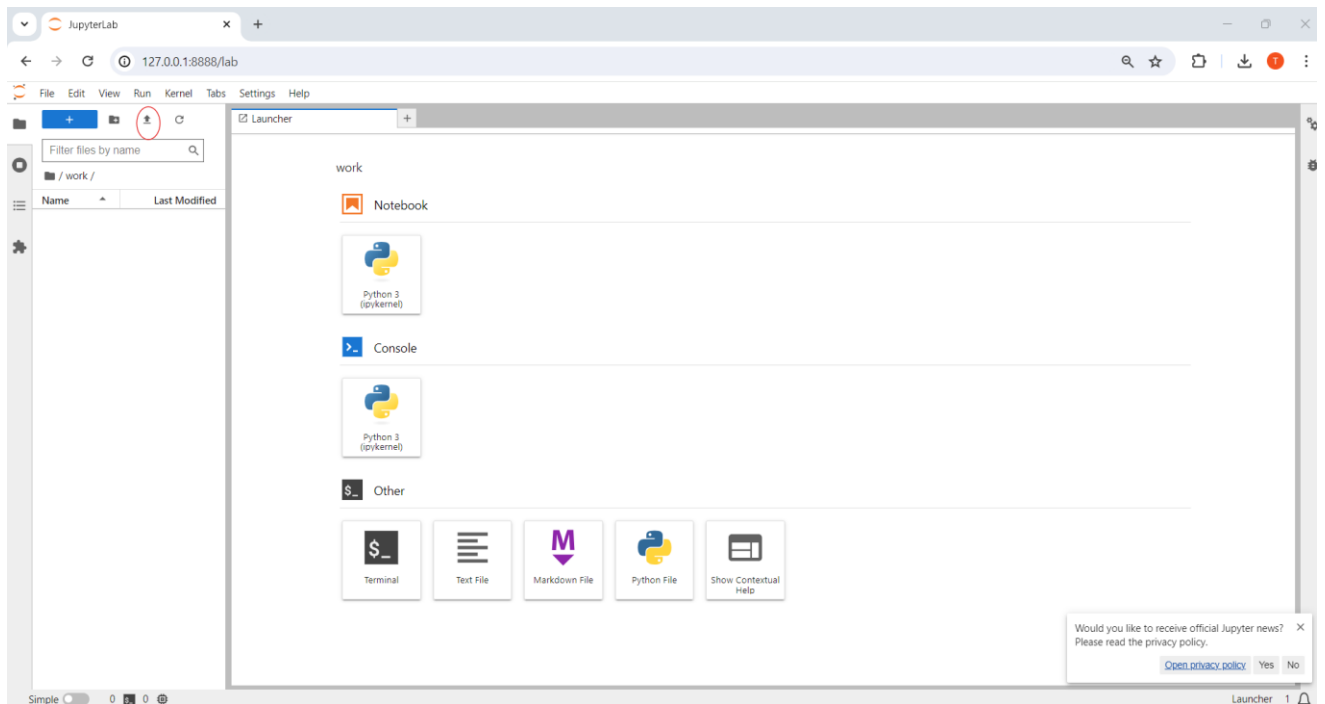 JupyterLab
127.0.0.1:8888/lab
T
File Edit View Run Kernel Tabs Settings Help
Launcher
Filter files by name
/ work /
Name Last Modified
work
Notebook
Python 3
(ipykernel)
Console
Python 3
(ipykernel)
$_ Other
$_
Terminal
Text File
M
Markdown File
Python File
Show Contextual
Help
Would you like to receive official Jupyter news?
Please read the privacy policy.
Open privacy policy Yes No
Simple 0 $_ 0
Launcher 1